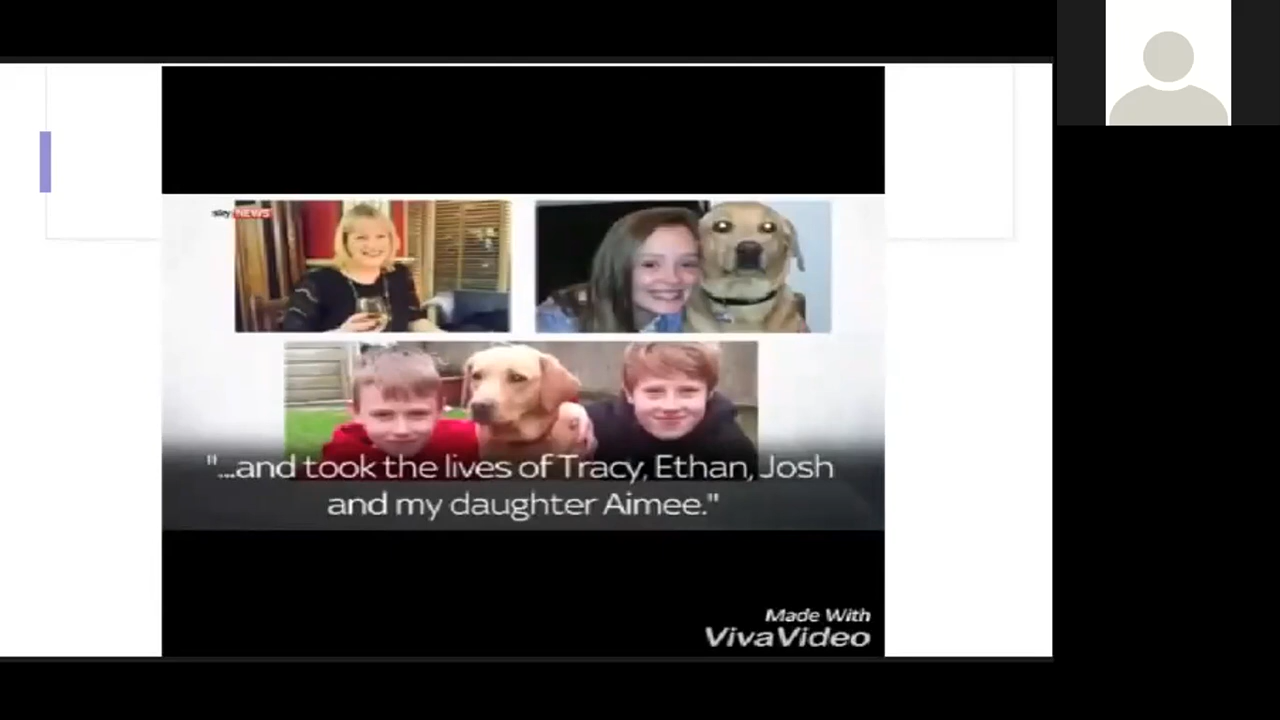 sky NEWS
"...and took the lives of Tracy, Ethan, Josh
and my daughter Aimee."
Made With
VivaVideo